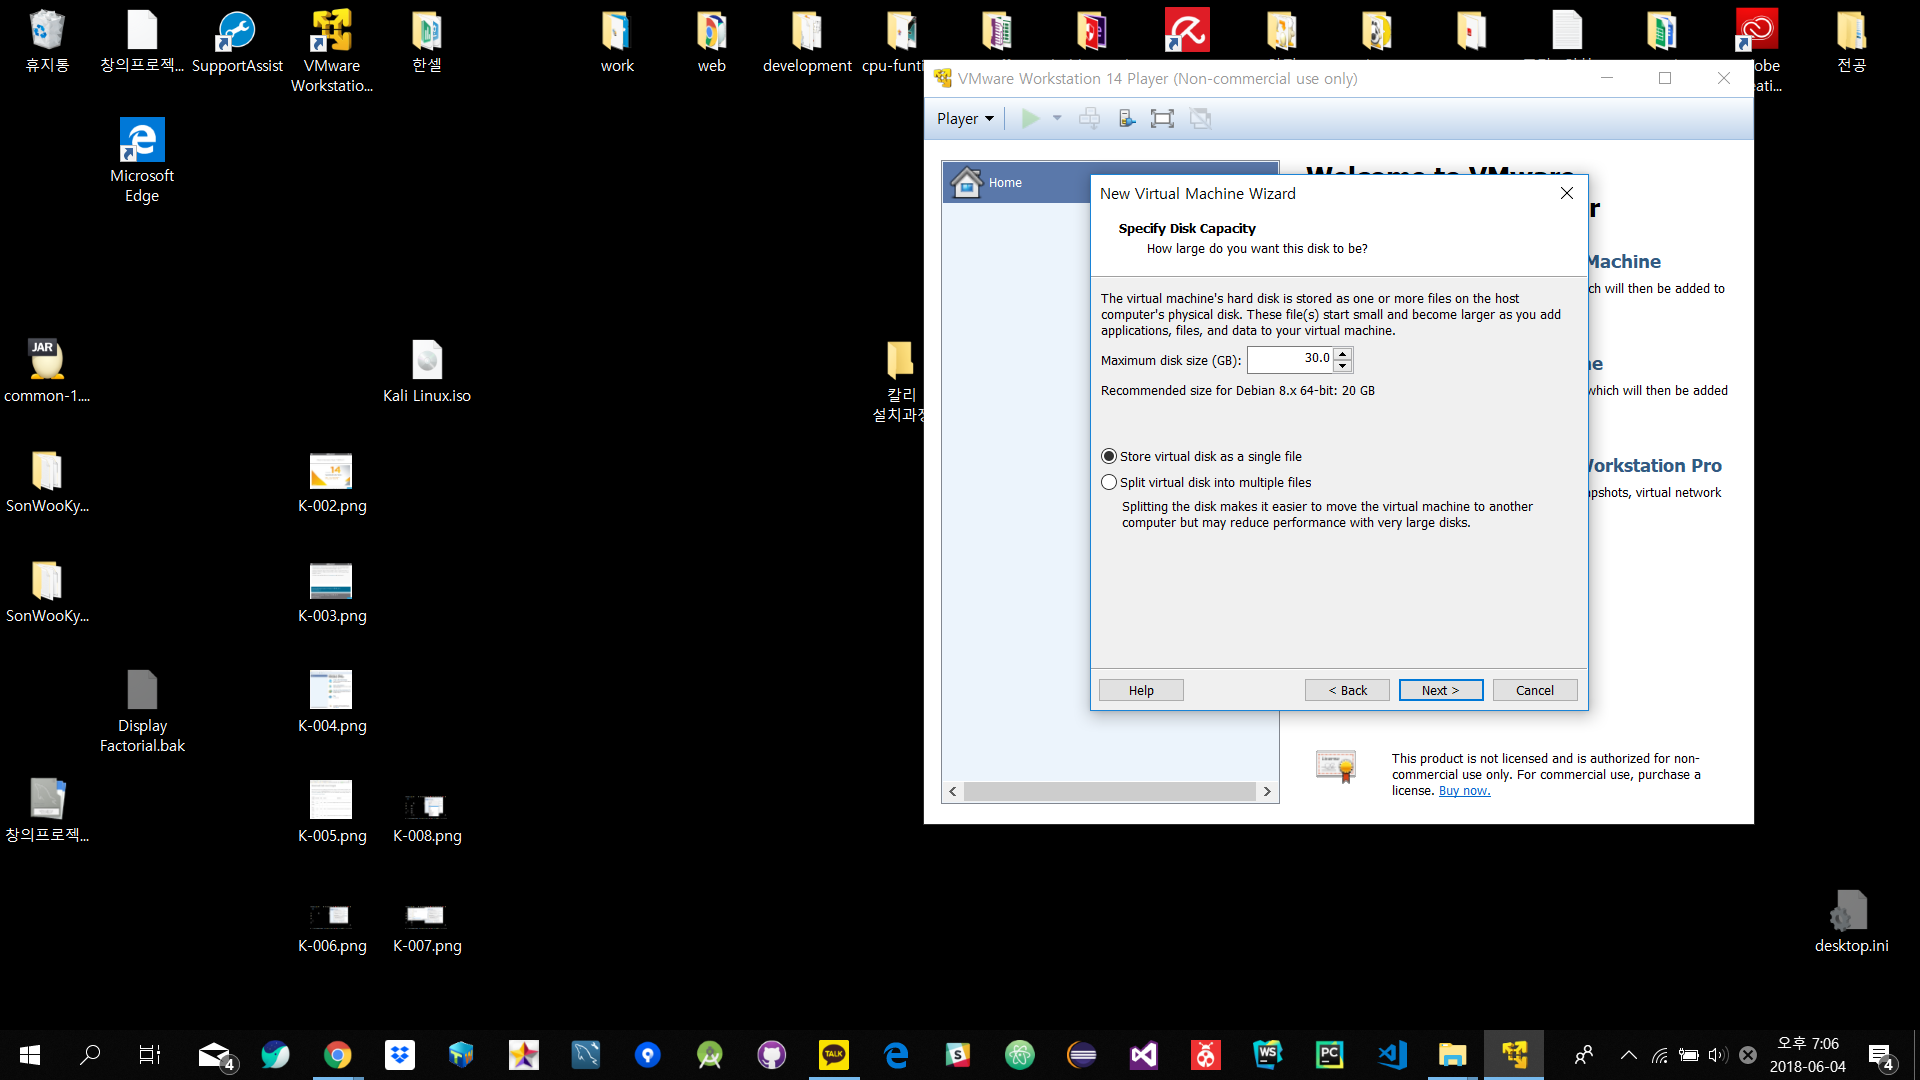 휴지통
창의프로젝...
SupportAssist
VMware
Workstatio...
한셀
work
web
development
cpu-funti
전공
Microsoft
Edge
JAR
common-1....
Kali Linux.iso
칼리
설치과정
SonWooKy...
K-002.png
SonWooKy...
K-003.png
Display
Factorial.bak
K-004.png
창의프로젝...
K-005.png
K-008.png
K-006.png
K-007.png
desktop.ini
VMware Workstation 14 Player (Non-commercial use only)
Player
Home
Welcome to VMware
New Virtual Machine Wizard
Specify Disk Capacity
How large do you want this disk to be?
The virtual machine's hard disk is stored as one or more files on the host
computer's physical disk. These file(s) start small and become larger as you add
applications, files, and data to your virtual machine.
Maximum disk size (GB): 30.0
Recommended size for Debian 8.x 64-bit: 20 GB
Store virtual disk as a single file
Split virtual disk into multiple files
Splitting the disk makes it easier to move the virtual machine to another
computer but may reduce performance with very large disks.
Help
< Back
Next >
Cancel
Machine
ch will then be added to
ne
which will then be added
Workstation Pro
apshots, virtual network
This product is not licensed and is authorized for non-
commercial use only. For commercial use, purchase a
license. Buy now.
4
TALK
WS
PC
오후 7:06
2018-06-04
4